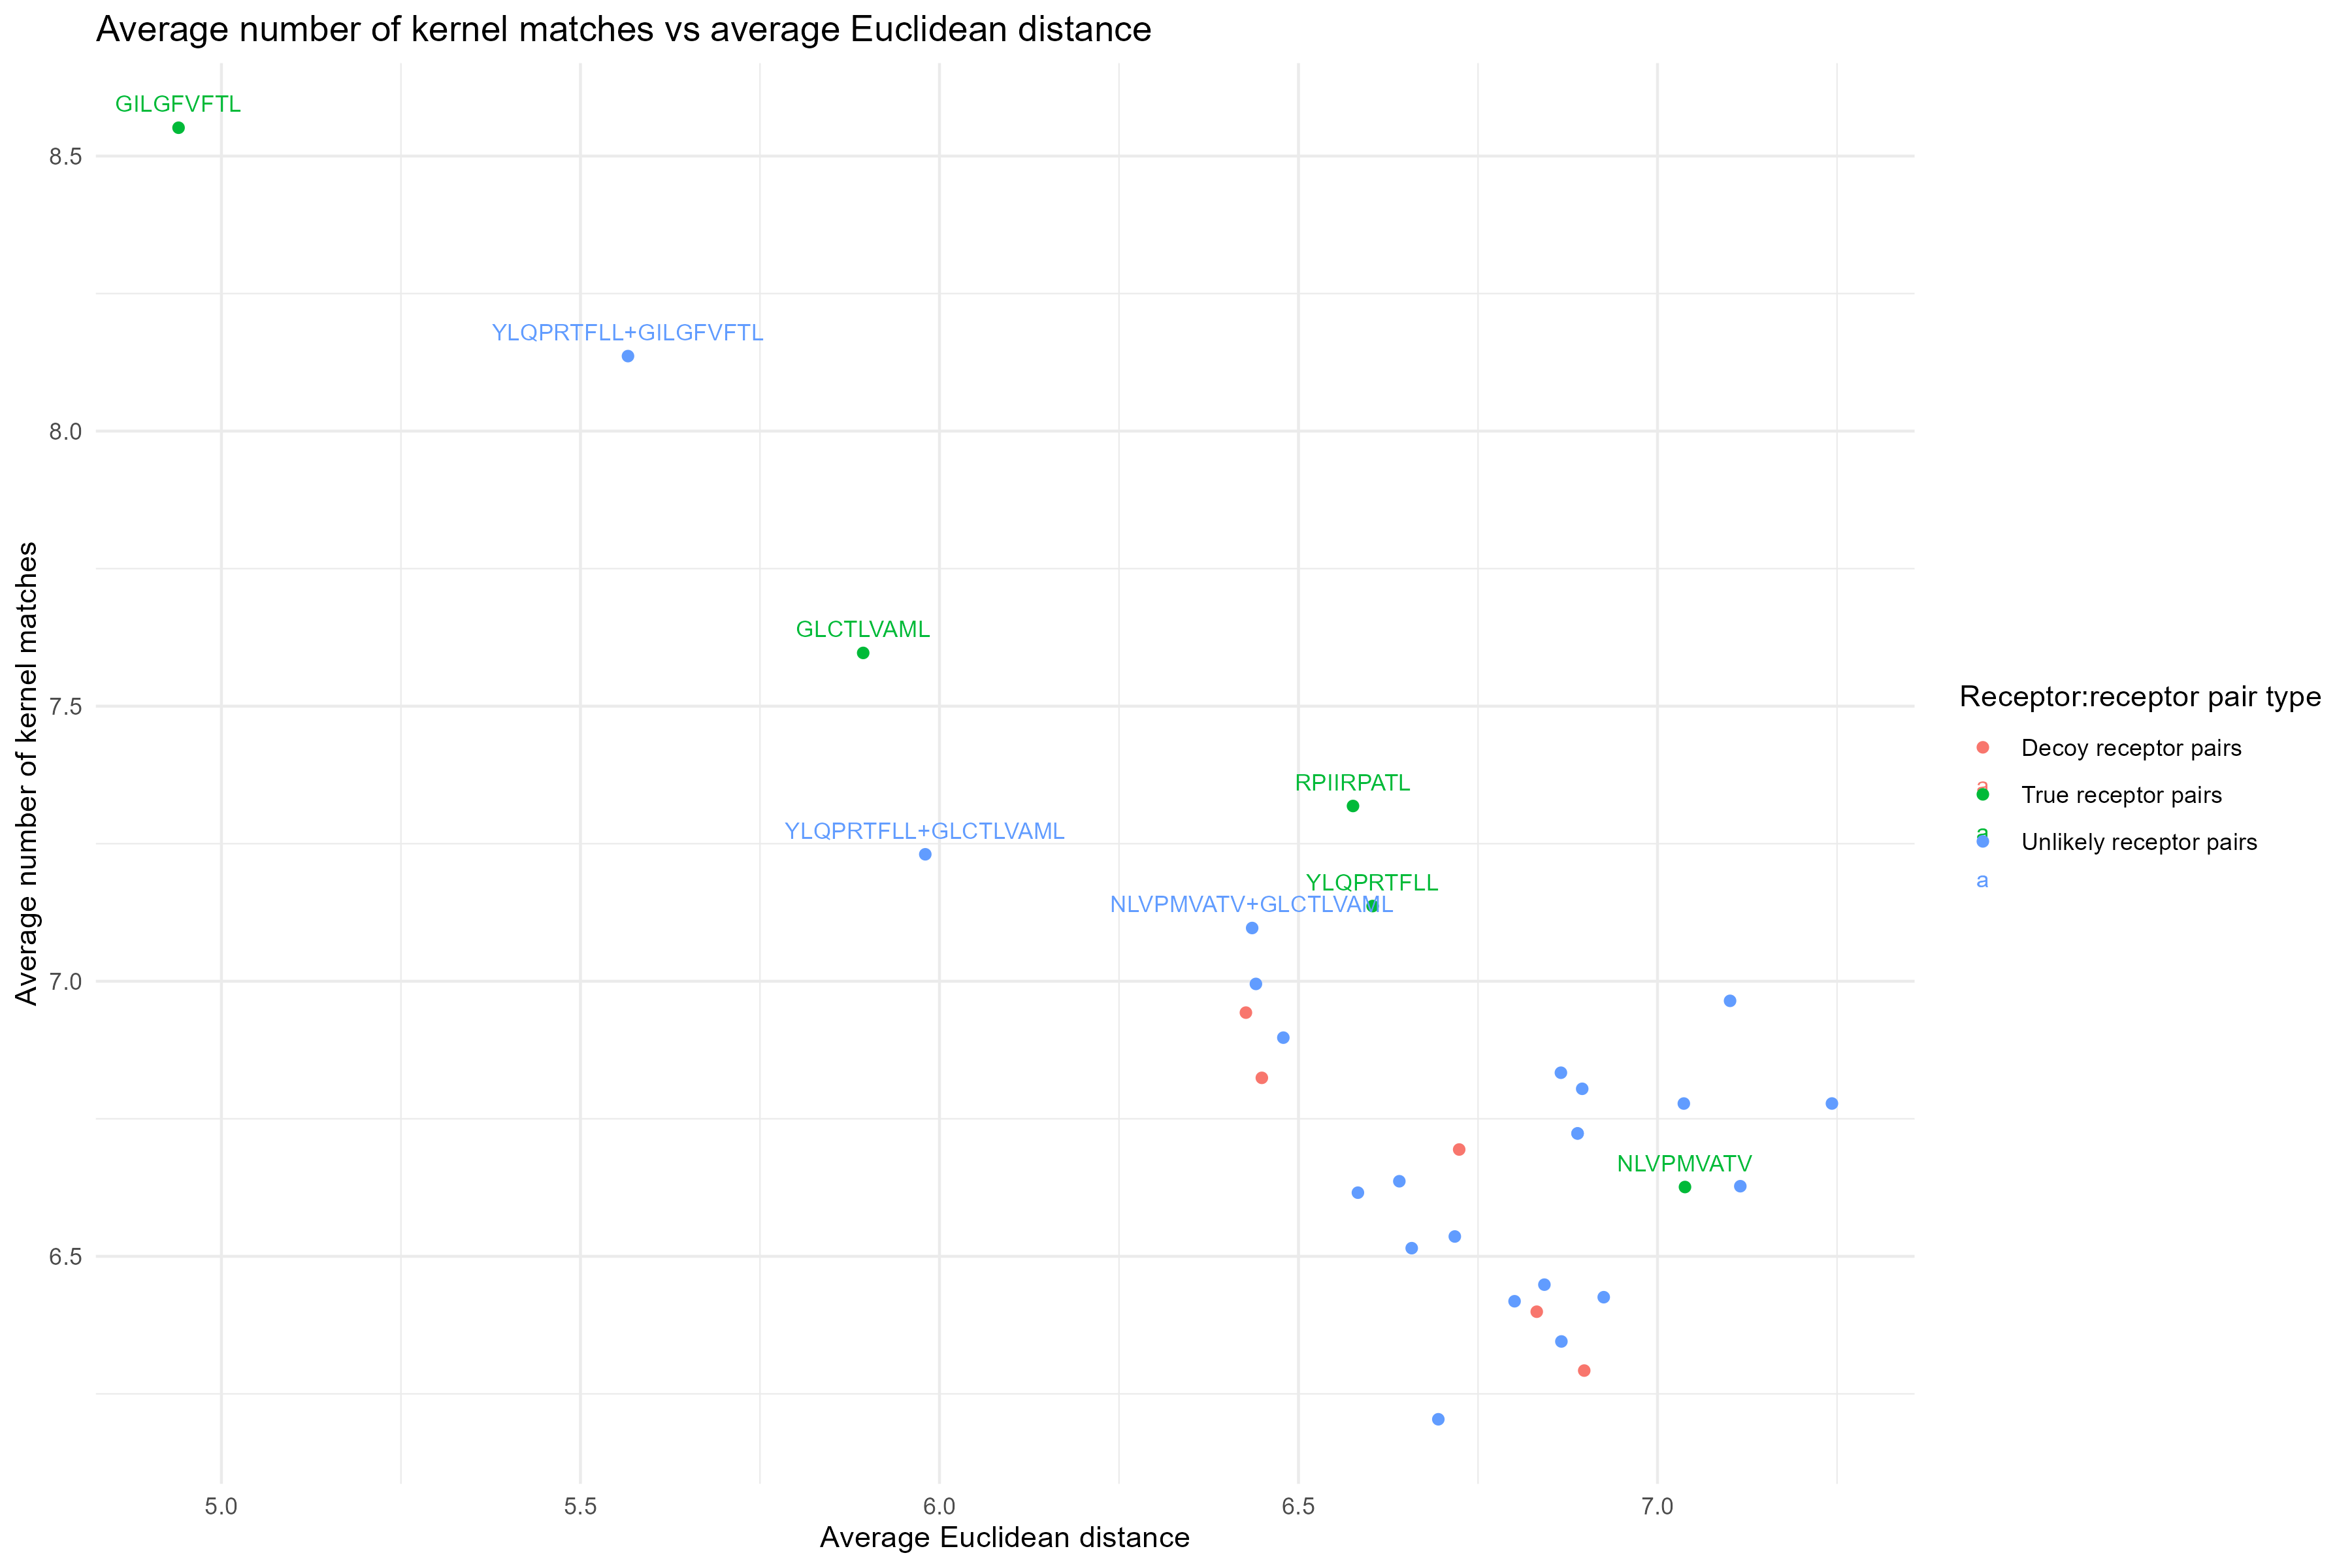 Average number of kernel matches vs average Euclidean distance
GILGFVFTL
8.5
YLQPRTFLL+GILGFVFTL
8.0
GLCTLVAML
7.5
RPIIRPATL
YLQPRTFLL+GLCTLVAML
YLQPRTFLL
NLVPMVATV+GLCTLVAML
7.0
NLVPMVATV
6.5
Average number of kernel matches
5.0
5.5
6.0
6.5
7.0
Average Euclidean distance
Receptor:receptor pair type
Decoy receptor pairs
a
True receptor pairs
a
Unlikely receptor pairs
a